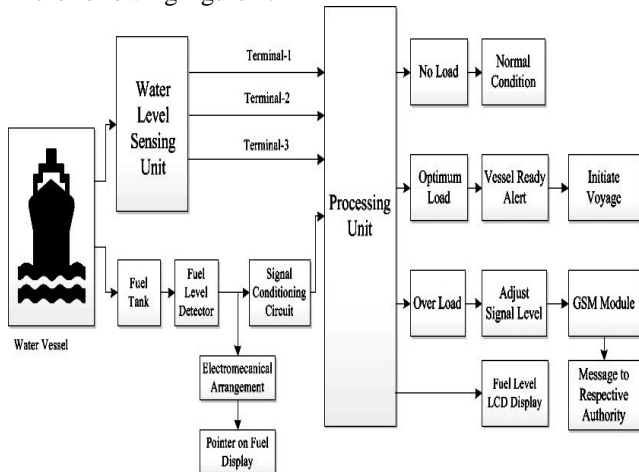 Terminal-1
Terminal-2
Terminal-3
Water
Level
Sensing
Unit
Water Vessel
Fuel
Tank
Fuel
Level
Detector
Signal
Conditioning
Circuit
Electromecanical
Arrangement
Pointer on Fuel
Display
Processing
Unit
No Load
Normal
Condition
Optimum
Load
Vessel Ready
Alert
Initiate
Voyage
Over Load
Adjust
Signal Level
GSM Module
Message to
Respective
Authority
Fuel Level
LCD Display